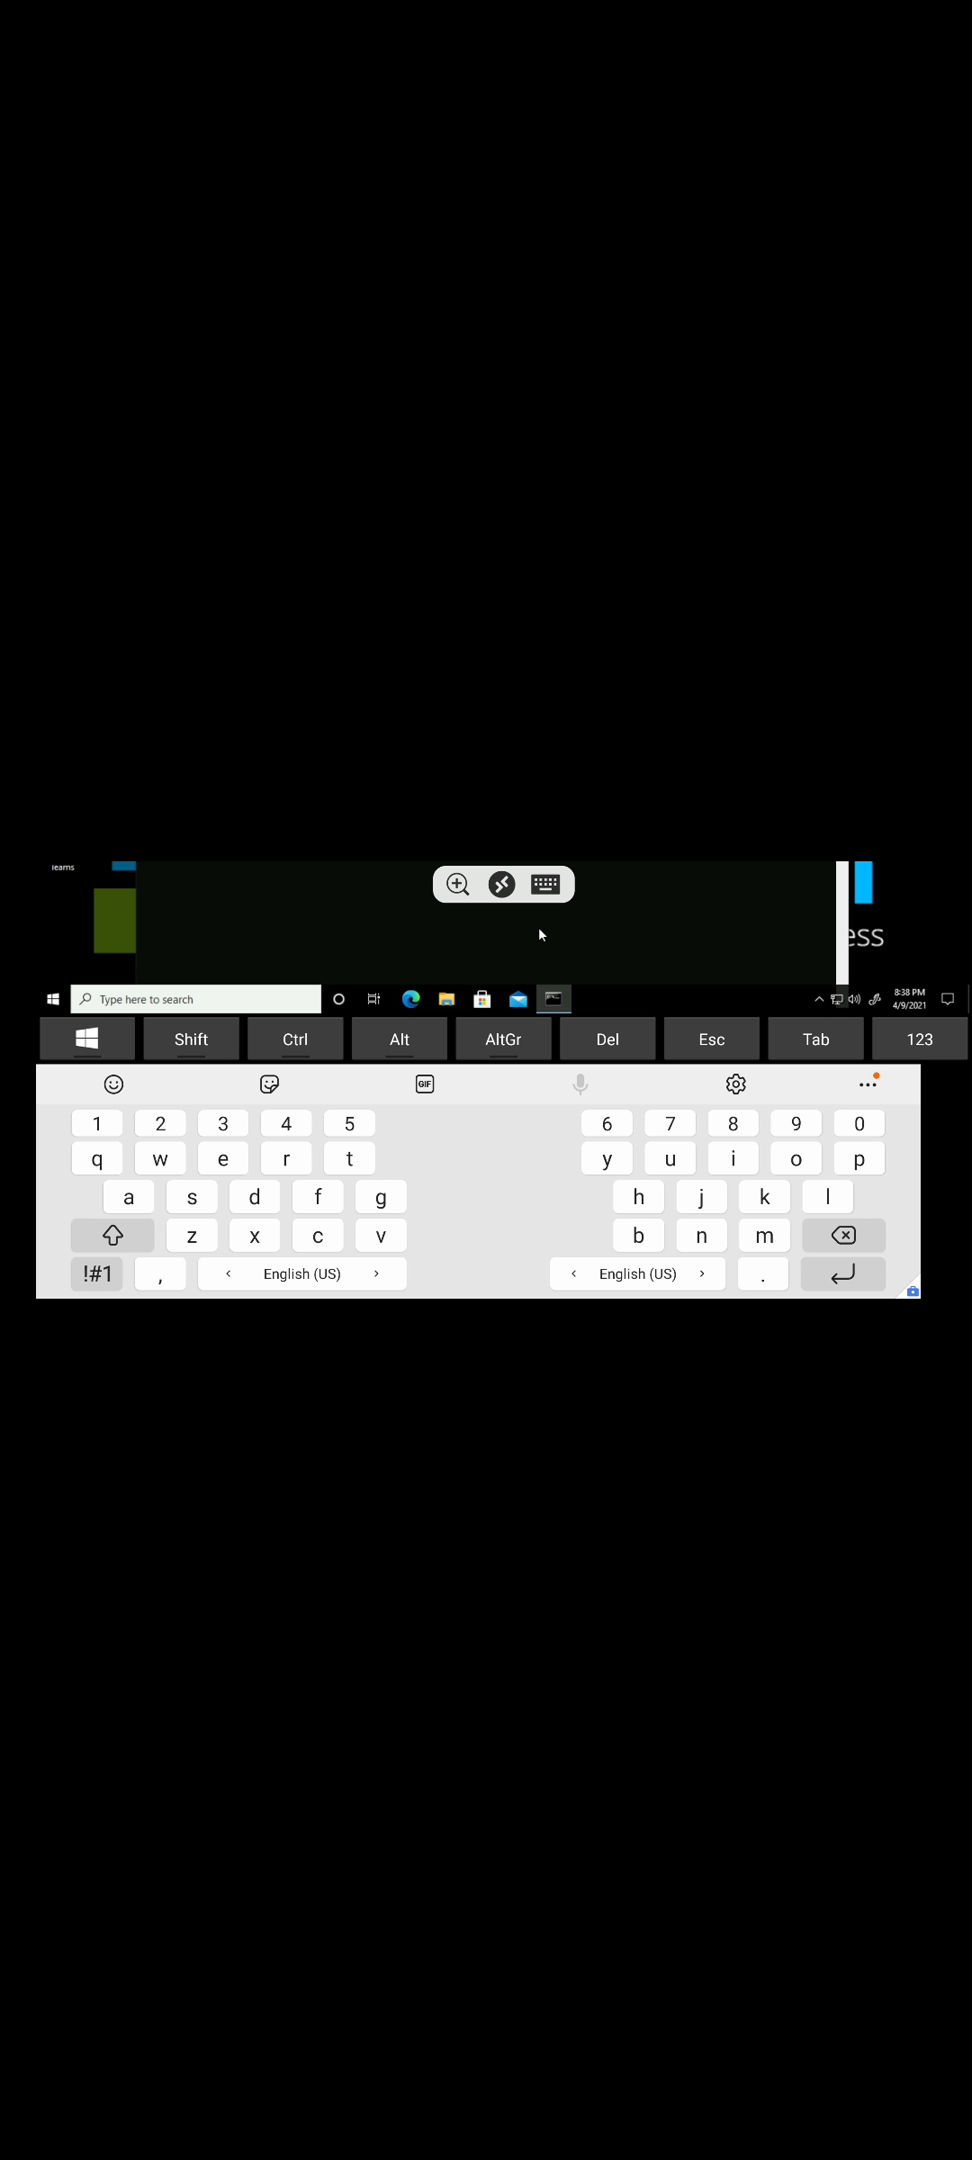 ess
Type here to search
8:38 PM
4/9/2021
Shift Ctrl Alt AltGr Del Esc Tab 123
GIF
1 2 3 4 5 6 7 8 9 0
q w e r t y u i o p
a s d f g h j k l
z x c v b n m
!#1 , < English (US) > < English (US) > .